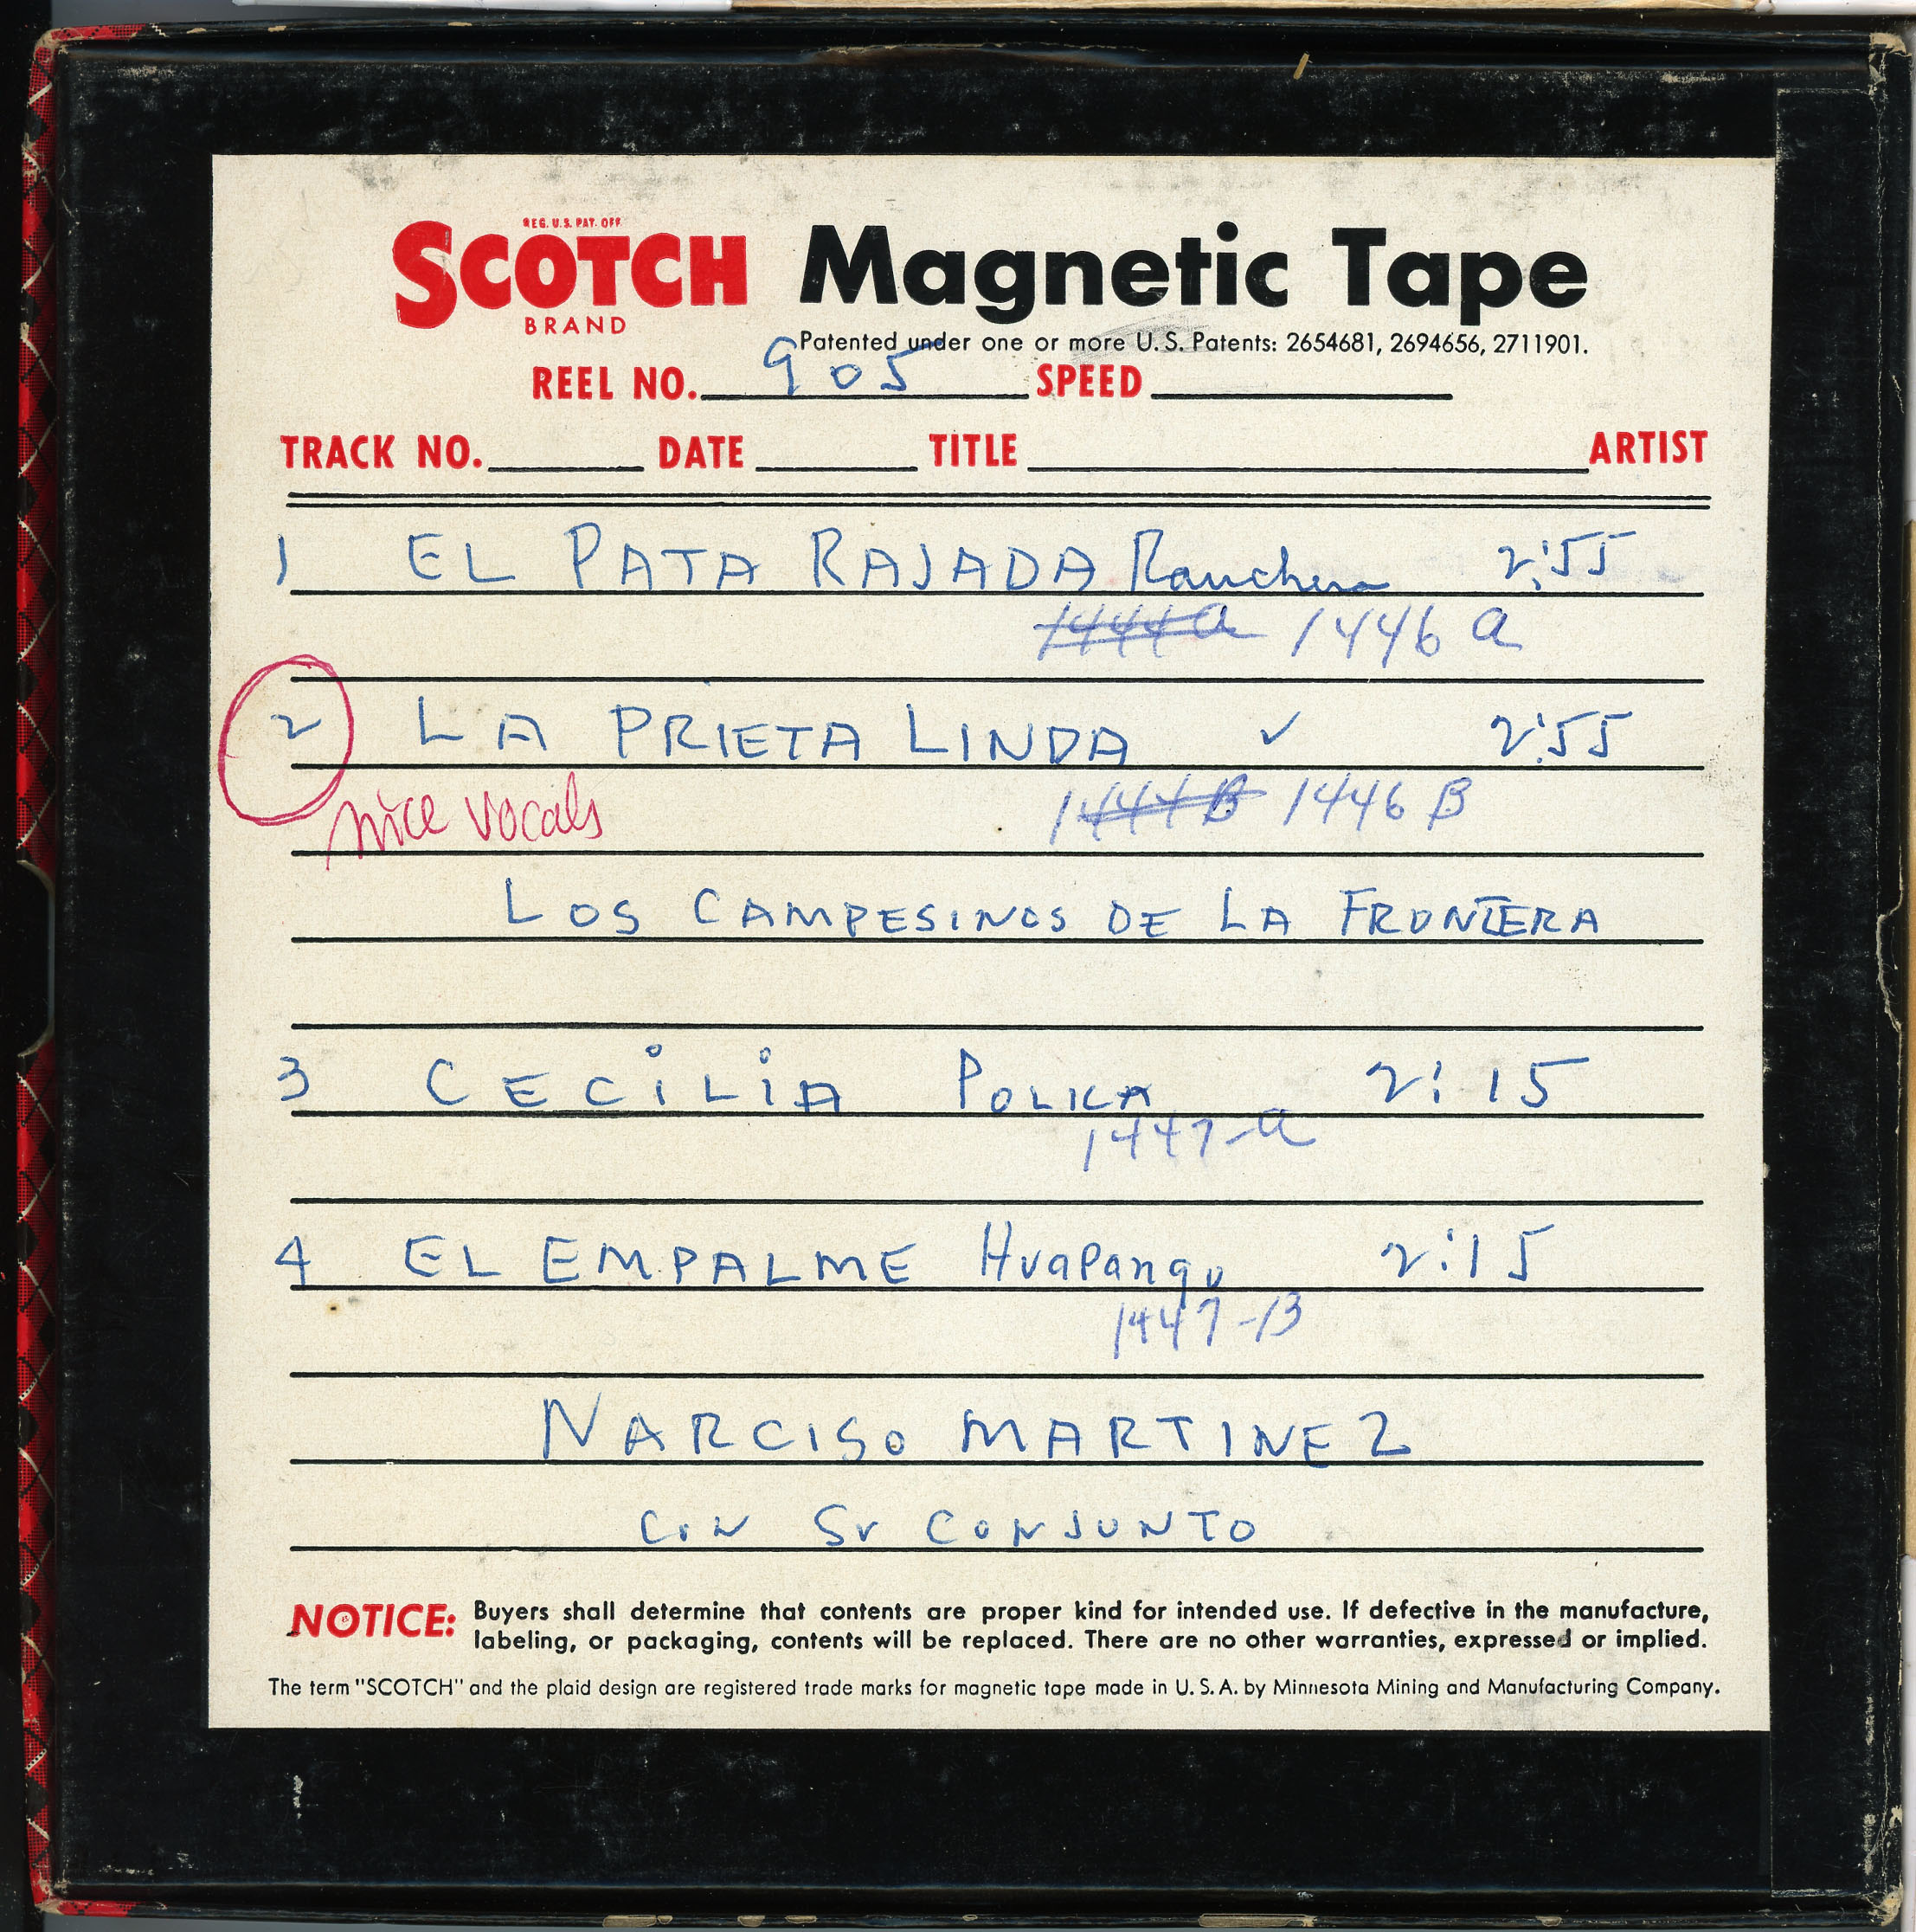 REG. U.S. PAT. OFF.
SCOTCH Magnetic Tape
BRAND
Patented under one or more U.S. Patents: 2654681, 2694656, 2711901.
REEL NO. 905 SPEED
TRACK NO. DATE TITLE ARTIST
1 EL PATA RAJADA Ranchera 2:55
1444 a 1446 a
2 LA PRIETA LINDA ✓ 2:55
nice vocals 1444 B 1446 B
LOS CAMPESINOS DE LA FRONTERA
3 CECiLiA POLKA 2:15
1447-a
4 EL EMPALME Huapango 2:15
1447-B
NARCISO MARTINEZ
CON SU CONJUNTO
NOTICE: Buyers shall determine that contents are proper kind for intended use. If defective in the manufacture,
labeling, or packaging, contents will be replaced. There are no other warranties, expressed or implied.
The term "SCOTCH" and the plaid design are registered trade marks for magnetic tape made in U.S.A. by Minnesota Mining and Manufacturing Company.